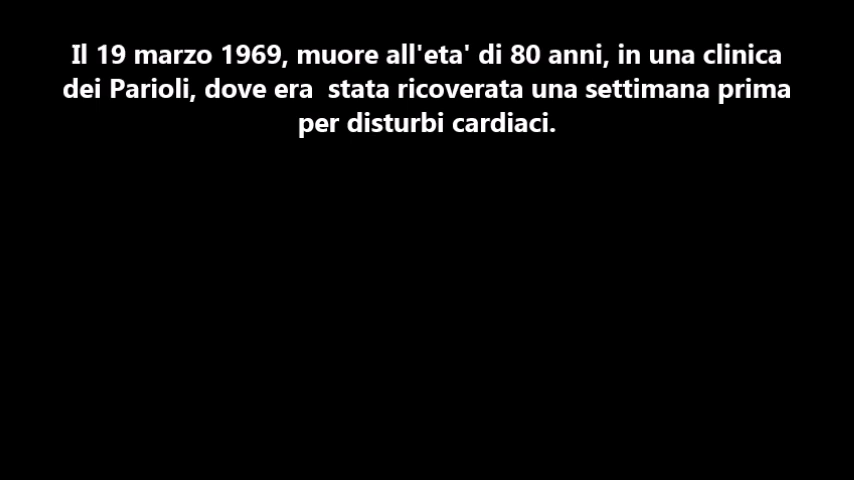 Il 19 marzo 1969, muore all'eta' di 80 anni, in una clinica
dei Parioli, dove era  stata ricoverata una settimana prima
per disturbi cardiaci.